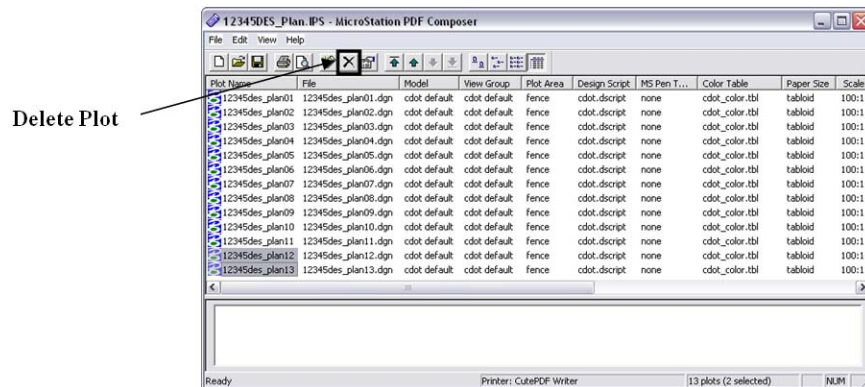 12345DES_Plan.IPS - MicroStation PDF Composer
File Edit View Help
Plot Name File Model View Group Plot Area Design Script MS Pen T... Color Table Paper Size Scale
12345des_plan01 12345des_plan01.dgn cdot default cdot default fence cdot.dscript none cdot_color.tbl tabloid 100:1
Delete Plot
12345des_plan02 12345des_plan02.dgn cdot default cdot default fence cdot.dscript none cdot_color.tbl tabloid 100:1
12345des_plan03 12345des_plan03.dgn cdot default cdot default fence cdot.dscript none cdot_color.tbl tabloid 100:1
12345des_plan04 12345des_plan04.dgn cdot default cdot default fence cdot.dscript none cdot_color.tbl tabloid 100:1
12345des_plan05 12345des_plan05.dgn cdot default cdot default fence cdot.dscript none cdot_color.tbl tabloid 100:1
12345des_plan06 12345des_plan06.dgn cdot default cdot default fence cdot.dscript none cdot_color.tbl tabloid 100:1
12345des_plan07 12345des_plan07.dgn cdot default cdot default fence cdot.dscript none cdot_color.tbl tabloid 100:1
12345des_plan08 12345des_plan08.dgn cdot default cdot default fence cdot.dscript none cdot_color.tbl tabloid 100:1
12345des_plan09 12345des_plan09.dgn cdot default cdot default fence cdot.dscript none cdot_color.tbl tabloid 100:1
12345des_plan10 12345des_plan10.dgn cdot default cdot default fence cdot.dscript none cdot_color.tbl tabloid 100:1
12345des_plan11 12345des_plan11.dgn cdot default cdot default fence cdot.dscript none cdot_color.tbl tabloid 100:1
12345des_plan12 12345des_plan12.dgn cdot default cdot default fence cdot.dscript none cdot_color.tbl tabloid 100:1
12345des_plan13 12345des_plan13.dgn cdot default cdot default fence cdot.dscript none cdot_color.tbl tabloid 100:1
Ready Printer: CutePDF Writer 13 plots (2 selected) NUM